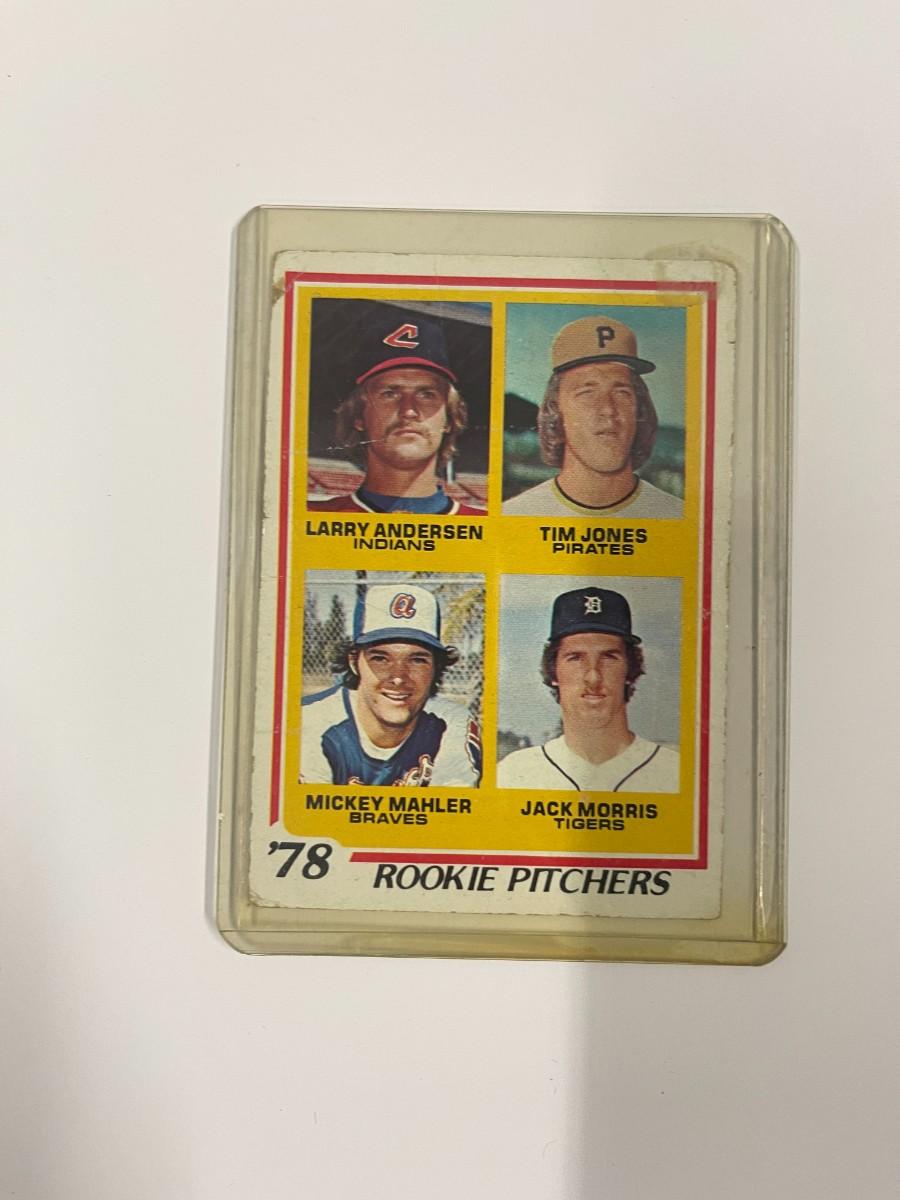 C
P
LARRY ANDERSEN
INDIANS
TIM JONES
PIRATES
a
D
MICKEY MAHLER
BRAVES
JACK MORRIS
TIGERS
'78
ROOKIE PITCHERS